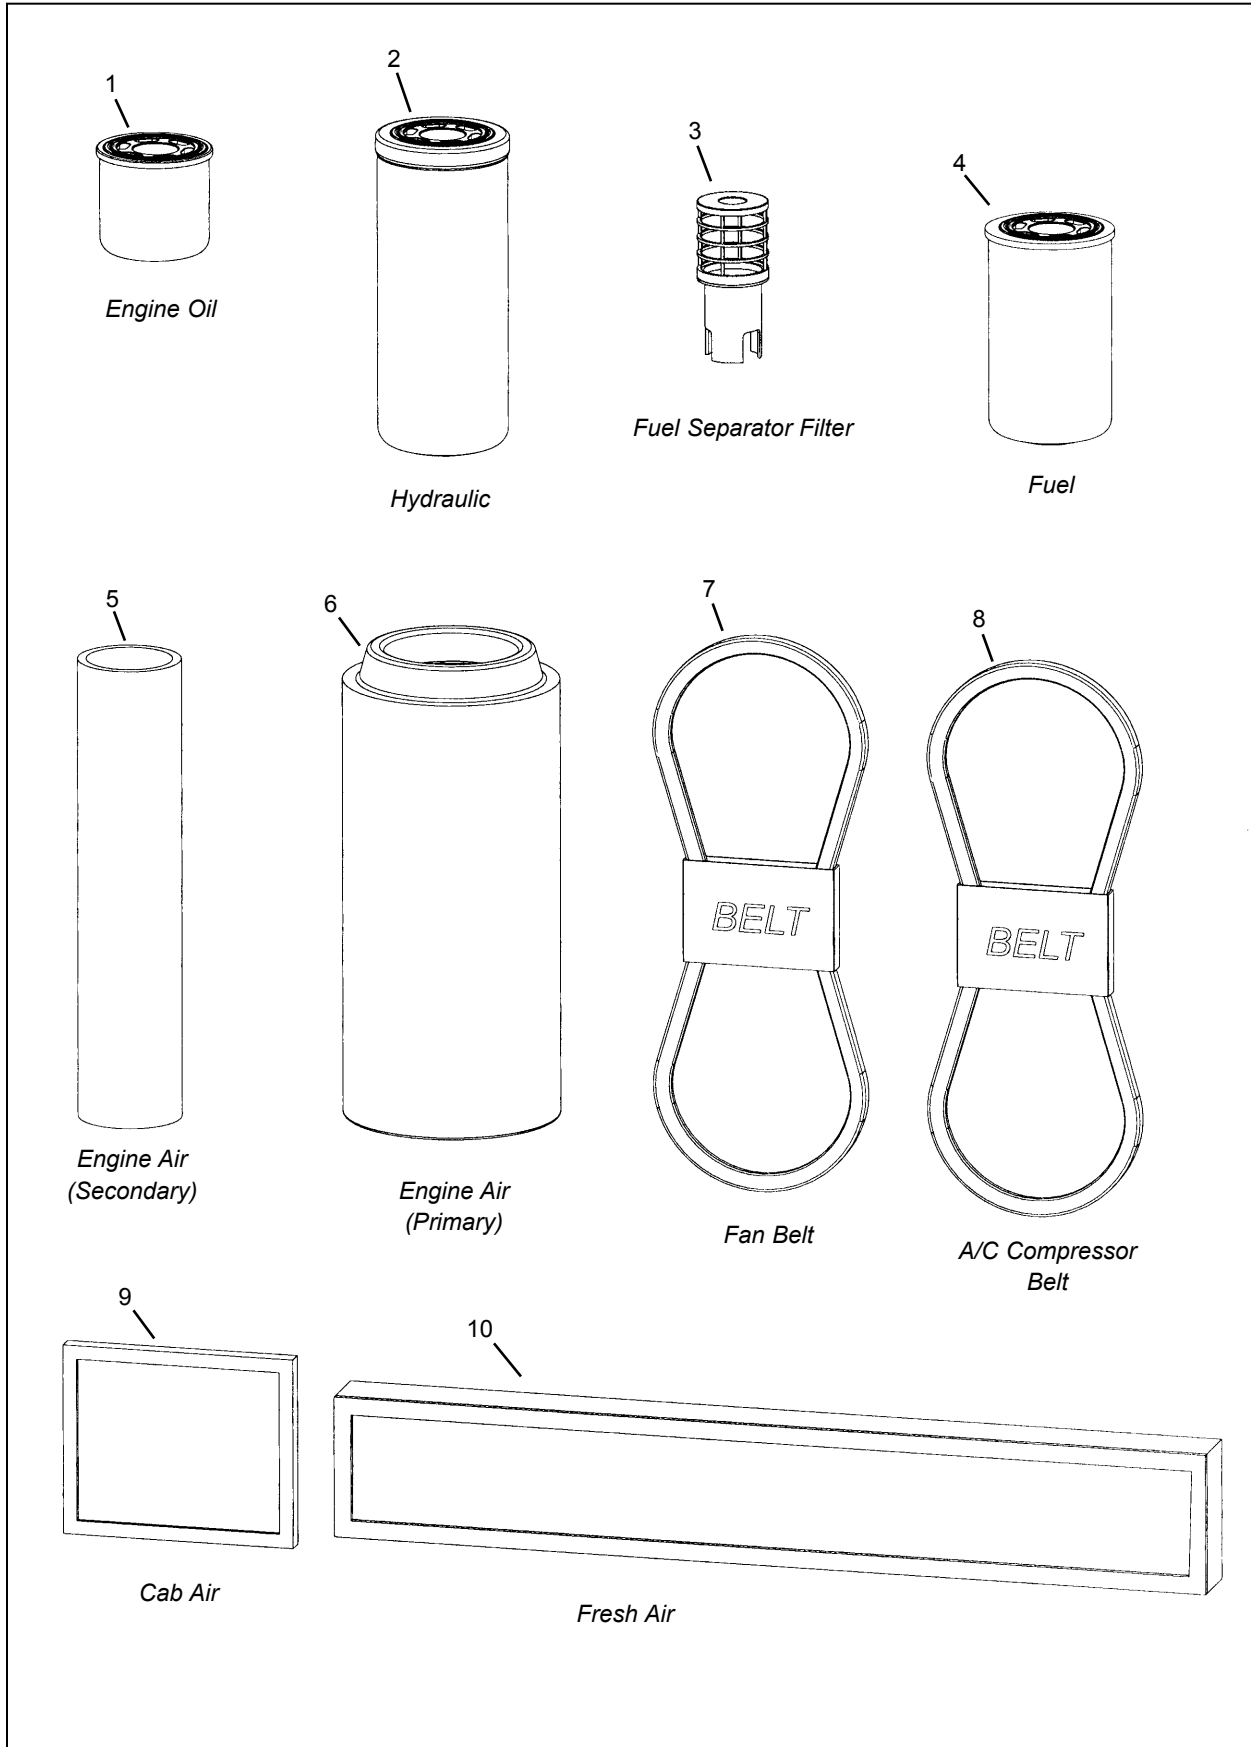 1
2
3
4
Engine Oil
Hydraulic
Fuel Separator Filter
Fuel
5
6
7
8
BELT
BELT
Engine Air
(Secondary)
Engine Air
(Primary)
Fan Belt
A/C Compressor
Belt
9
10
Cab Air
Fresh Air